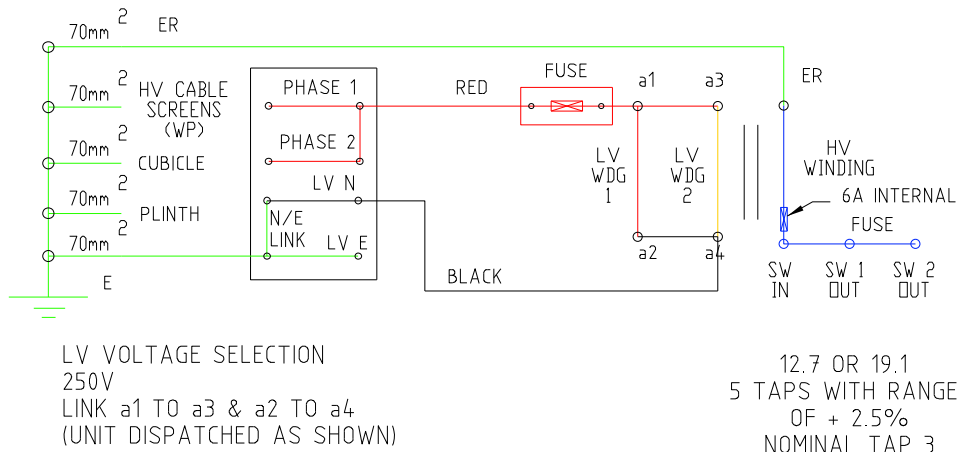 70mm 2 ER
70mm 2 HV CABLE
SCREENS
(WP)
70mm 2 CUBICLE
70mm 2 PLINTH
70mm 2
E
PHASE 1
PHASE 2
LV N
N/E
LINK
LV E
RED
FUSE
BLACK
a1
a3
LV
WDG
1
LV
WDG
2
a2
a4
ER
HV
WINDING
6A INTERNAL
FUSE
SW
IN
SW 1
OUT
SW 2
OUT
LV VOLTAGE SELECTION
250V
LINK a1 TO a3 & a2 TO a4
(UNIT DISPATCHED AS SHOWN)
12.7 OR 19.1
5 TAPS WITH RANGE
OF + 2.5%
NOMINAL TAP 3